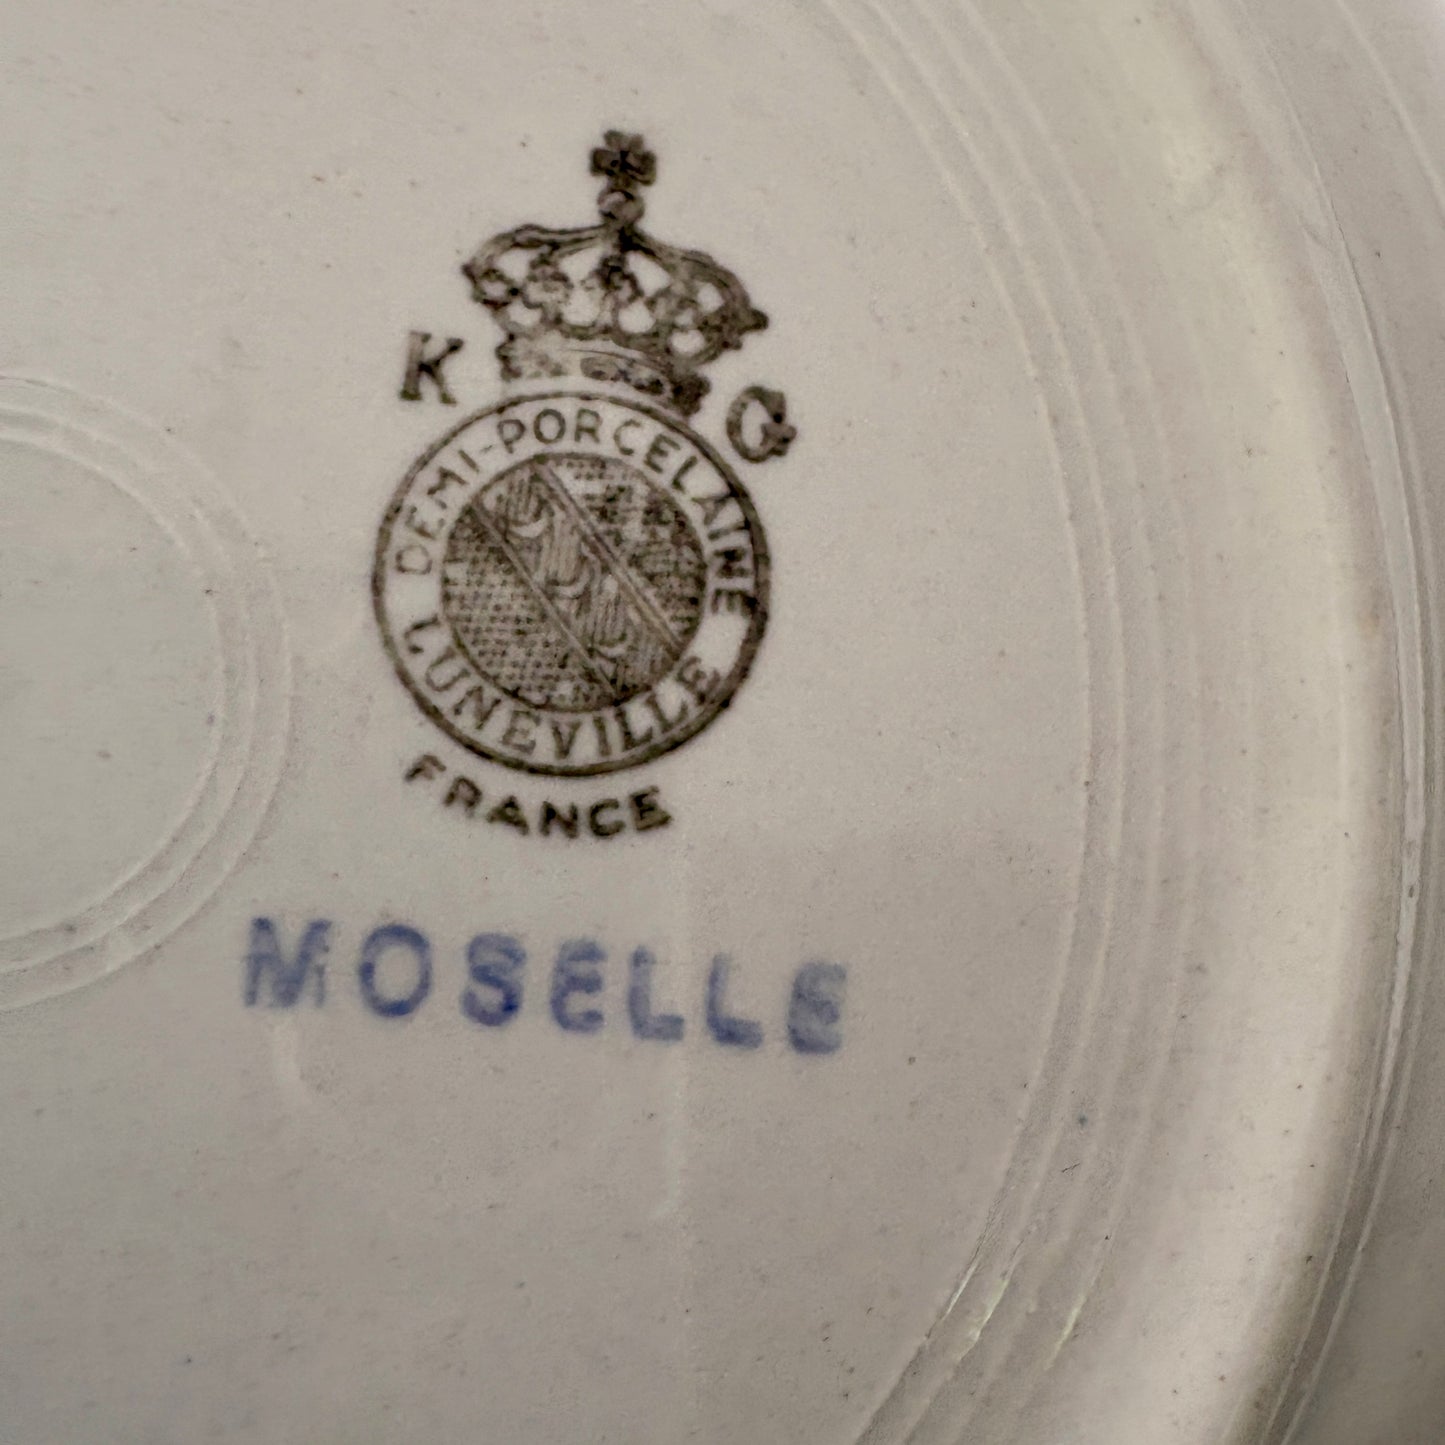 K G
DEMI-PORCELAINE
LUNEVILLE
FRANCE
MOSELLE